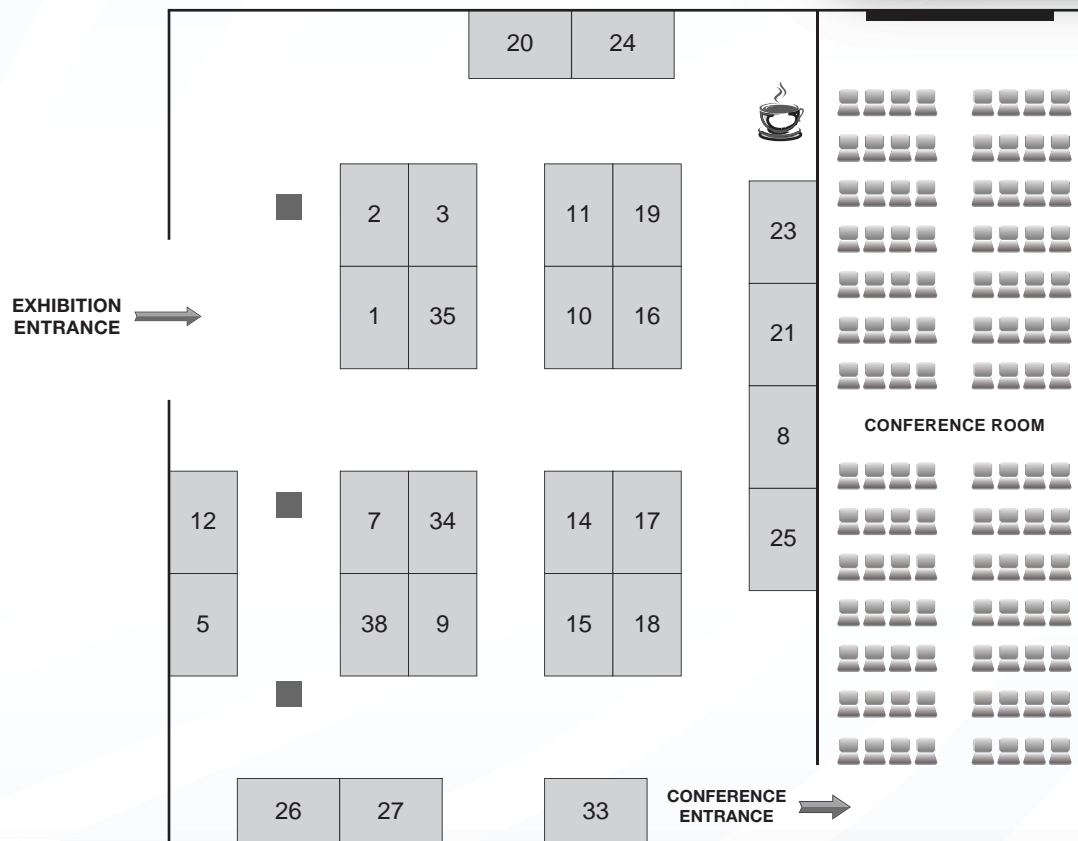 20 24
2 3 11 19
23
EXHIBITION
ENTRANCE
1 35 10 16
21
CONFERENCE ROOM
8
12 7 34 14 17
25
5 38 9 15 18
CONFERENCE
ENTRANCE
26 27 33